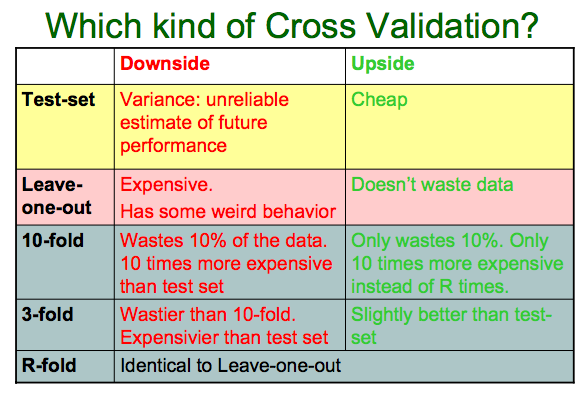 Which kind of Cross Validation?
Downside Upside
Test-set Variance: unreliable Cheap
estimate of future
performance
Leave- Expensive. Doesn't waste data
one-out Has some weird behavior
10-fold Wastes 10% of the data. Only wastes 10%. Only
10 times more expensive 10 times more expensive
than test set instead of R times.
3-fold Wastier than 10-fold. Slightly better than test-
Expensivier than test set set
R-fold Identical to Leave-one-out